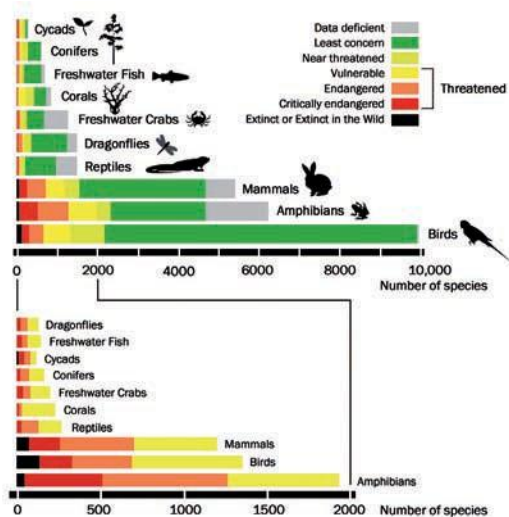 Cycads
Conifers
Freshwater Fish
Corals
Freshwater Crabs
Dragonflies
Reptiles
Mammals
Amphibians
Birds
Data deficient
Least concern
Near threatened
Vulnerable
Endangered
Critically endangered
Extinct or Extinct in the Wild
Threatened
0 2000 4000 6000 8000 10,000
Number of species
Dragonflies
Freshwater Fish
Cycads
Conifers
Freshwater Crabs
Corals
Reptiles
Mammals
Birds
Amphibians
0 500 1000 1500 2000
Number of species